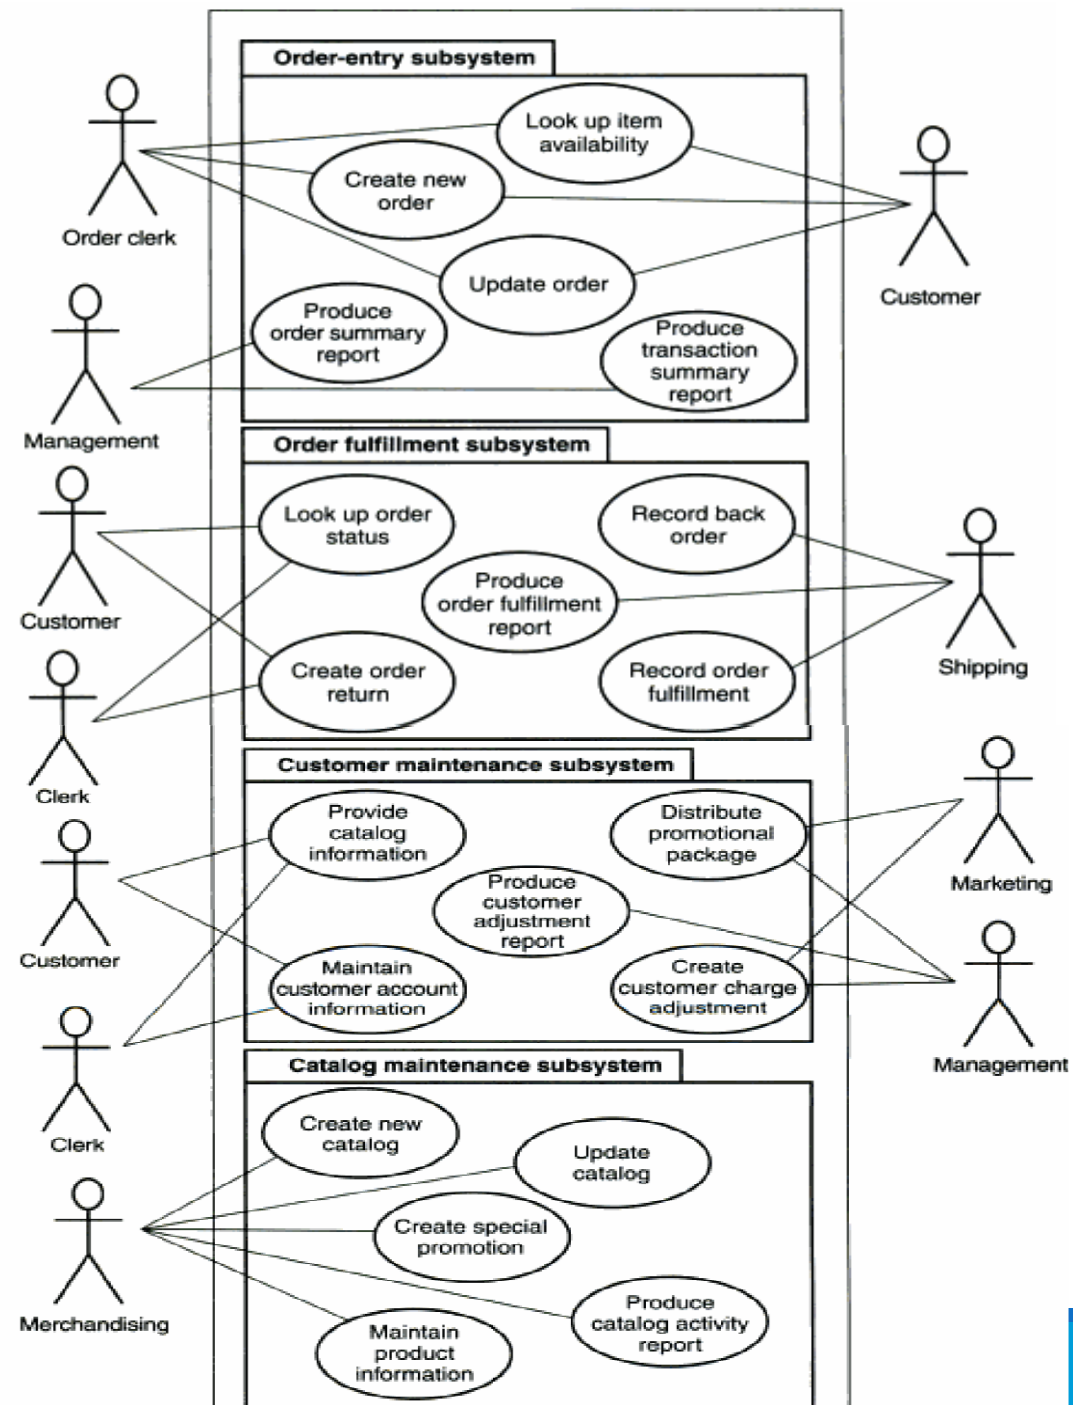 Order-entry subsystem
Look up item
availability
Create new
order
Order clerk
Update order
Customer
Produce
order summary
report
Produce
transaction
summary
report
Management
Order fulfillment subsystem
Look up order
status
Record back
order
Produce
order fulfillment
report
Customer
Create order
return
Record order
fulfillment
Shipping
Clerk
Customer maintenance subsystem
Provide
catalog
information
Distribute
promotional
package
Produce
customer
adjustment
report
Marketing
Customer
Maintain
customer account
information
Create
customer charge
adjustment
Management
Catalog maintenance subsystem
Clerk
Create new
catalog
Update
catalog
Create special
promotion
Merchandising
Produce
catalog activity
report
Maintain
product
information